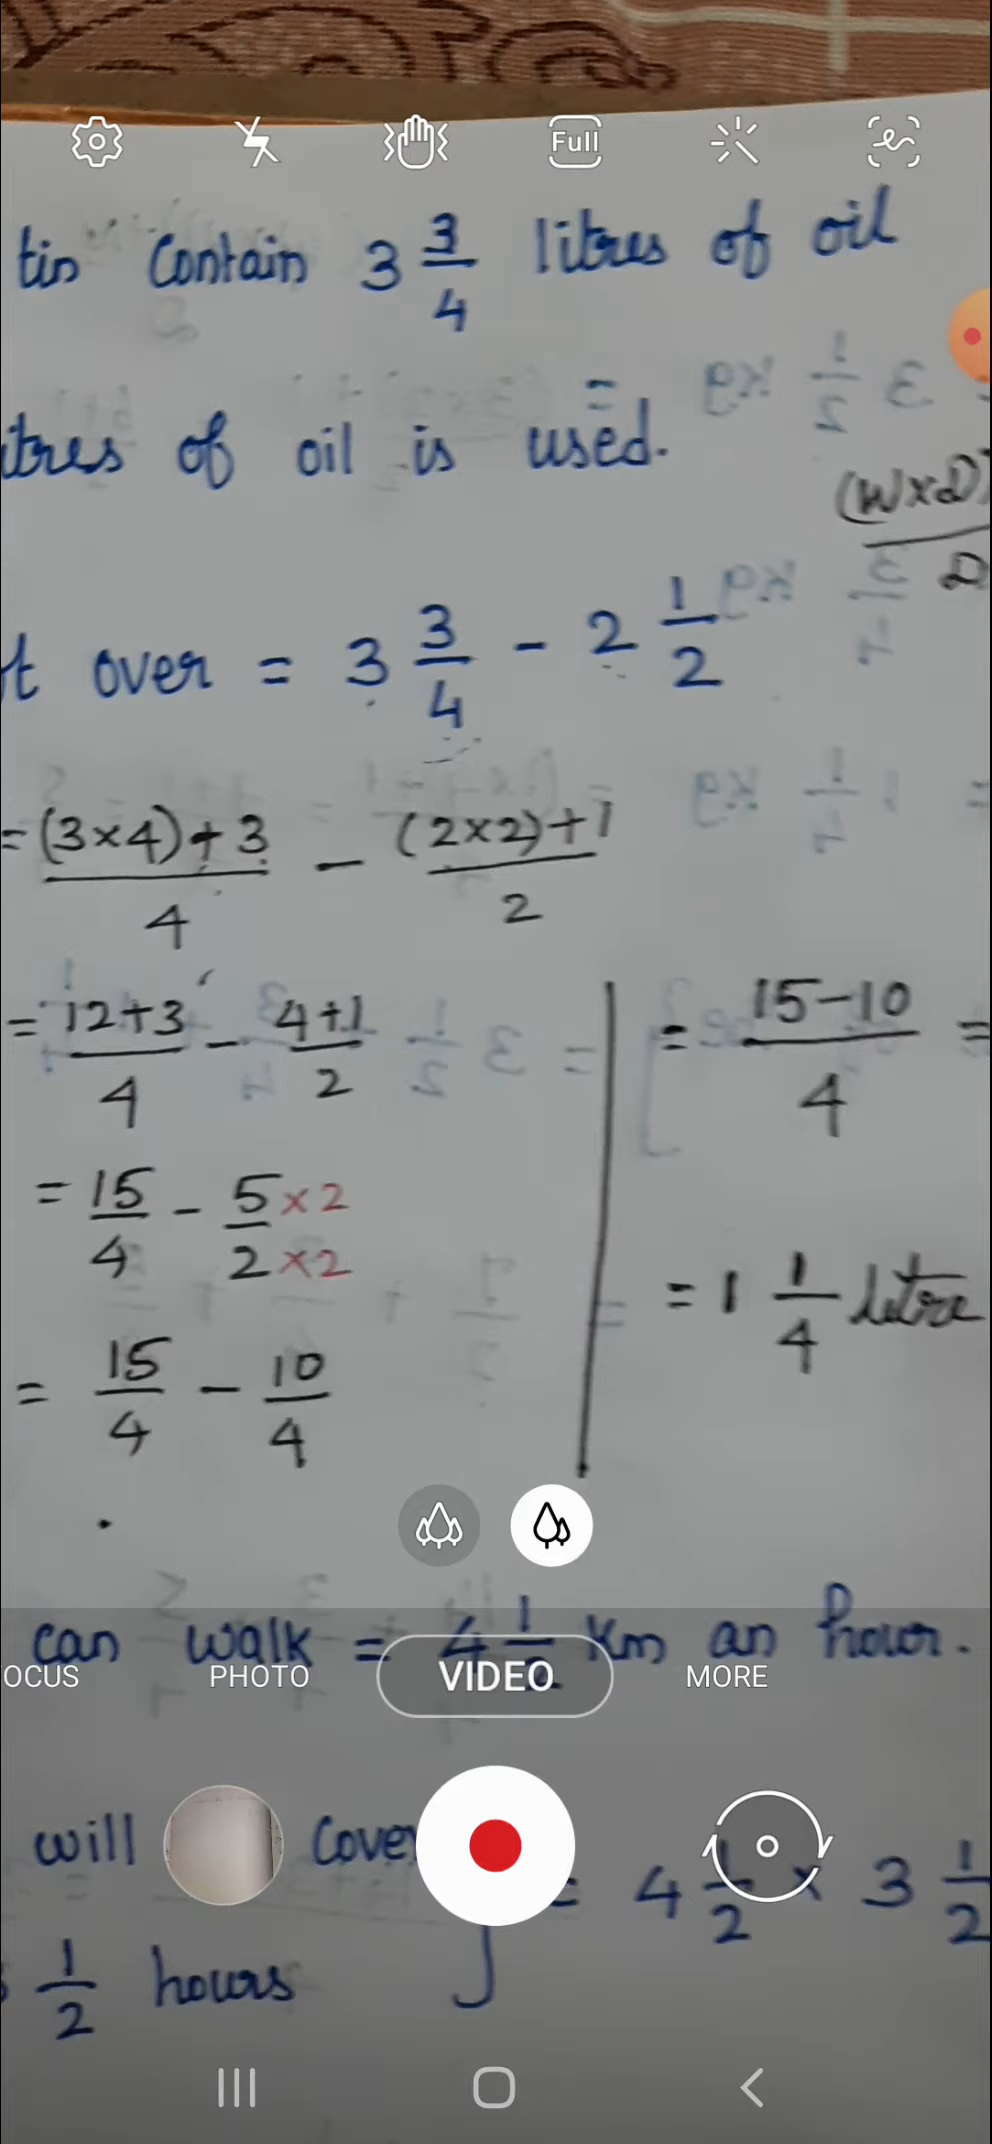 Full
tin Contain 3 3/4 litres of oil
itres of oil is used.
(W×D)
D
t over = 3 3/4 - 2 1/2
= (3×4)+3/4 - (2×2)+1/2
= 12+3/4 - 4+1/2
= 15/4 - 5×2/2×2
= 15/4 - 10/4
= 15-10/4 =
= 1 1/4 litre
can walk = 4 1/2 Km an hour.
OCUS PHOTO VIDEO MORE
will Cover = 4 1/2 × 3 1/2
1/2 hours